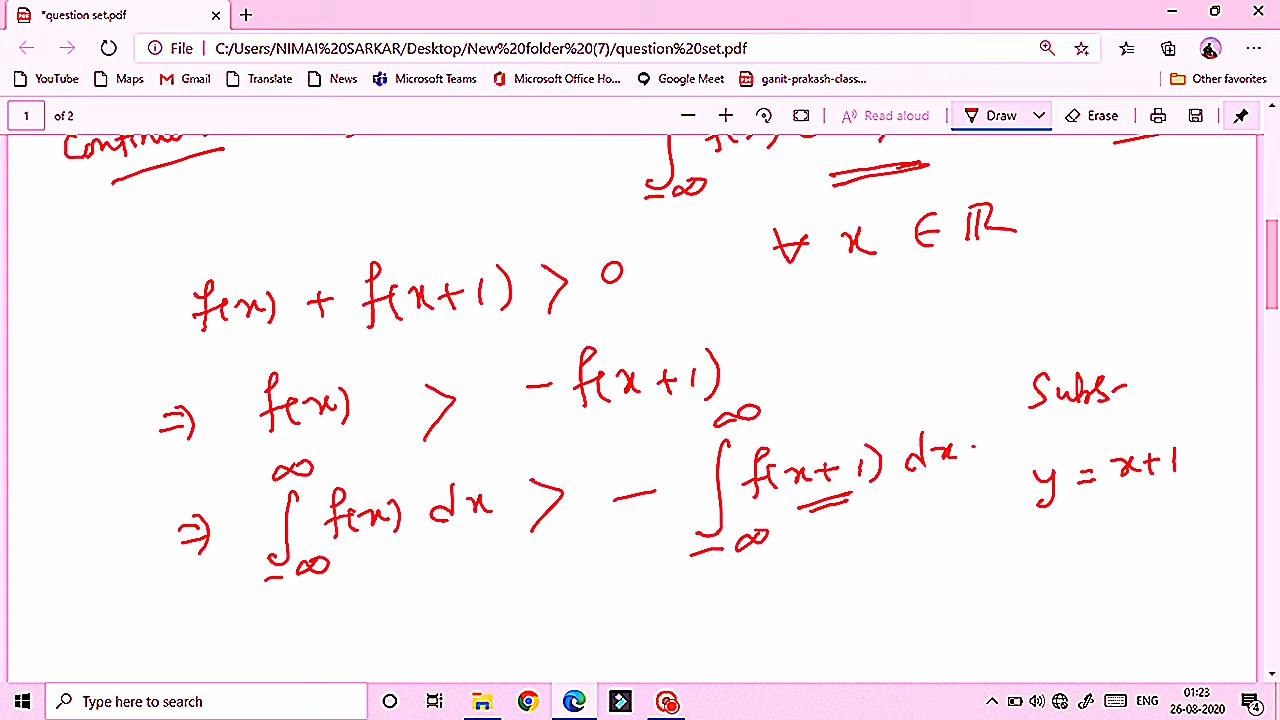 *question set.pdf
File | C:/Users/NIMAI%20SARKAR/Desktop/New%20folder%20(7)/question%20set.pdf
YouTube Maps Gmail Translate News Microsoft Teams Microsoft Office Ho... Google Meet ganit-prakash-class... Other favorites
1 of 2 Read aloud Draw Erase
∫ -∞
∀ x ∈ ℝ
f(x) + f(x+1) > 0
⇒ f(x) > - f(x+1)
Subs-
⇒ ∫_{-∞}^{∞} f(x) dx > - ∫_{-∞}^{∞} f(x+1) dx.
y = x+1
Type here to search ENG 01:23
26-08-2020 4